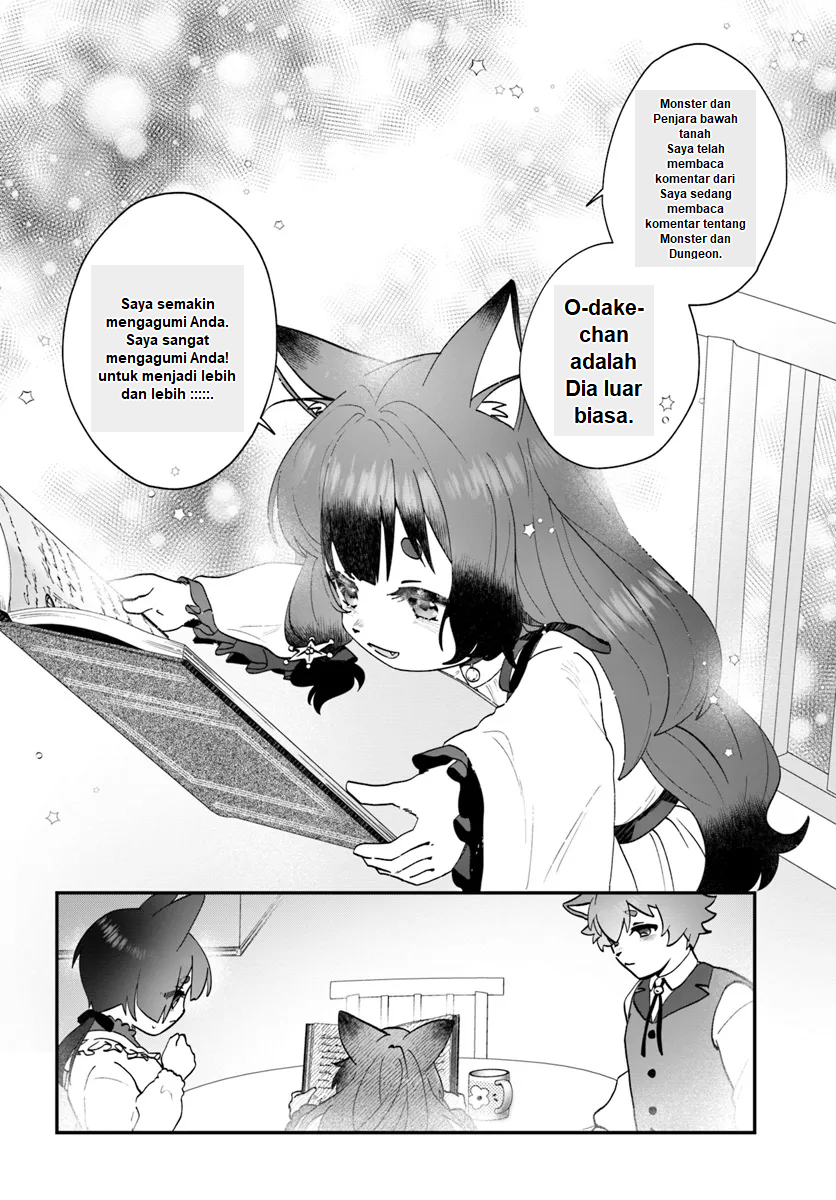 Monster dan
Penjara bawah
tanah
Saya telah
membaca
komentar dari
Saya sedang
membaca
komentar tentang
Monster dan
Dungeon.
O-dake-
chan
adalah
Dia luar
biasa.
Saya semakin
mengagumi Anda.
Saya sangat
mengagumi Anda!
untuk menjadi lebih
dan lebih :::::.